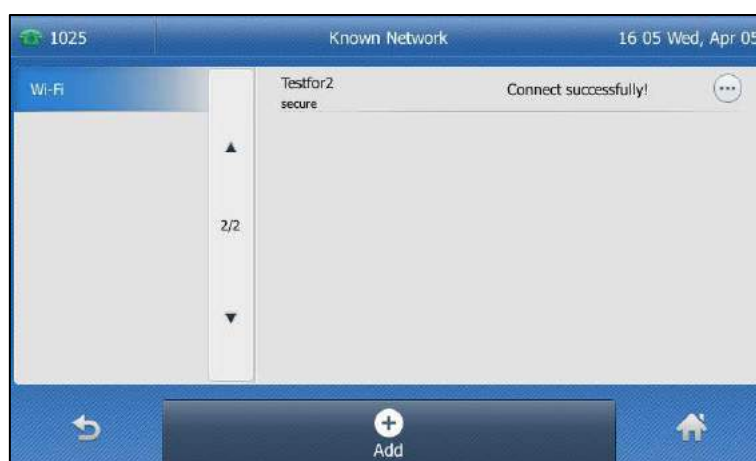 1025 Known Network 16 05 Wed, Apr 05
Wi-Fi
Testfor2 Connect successfully!
secure
2/2
Add